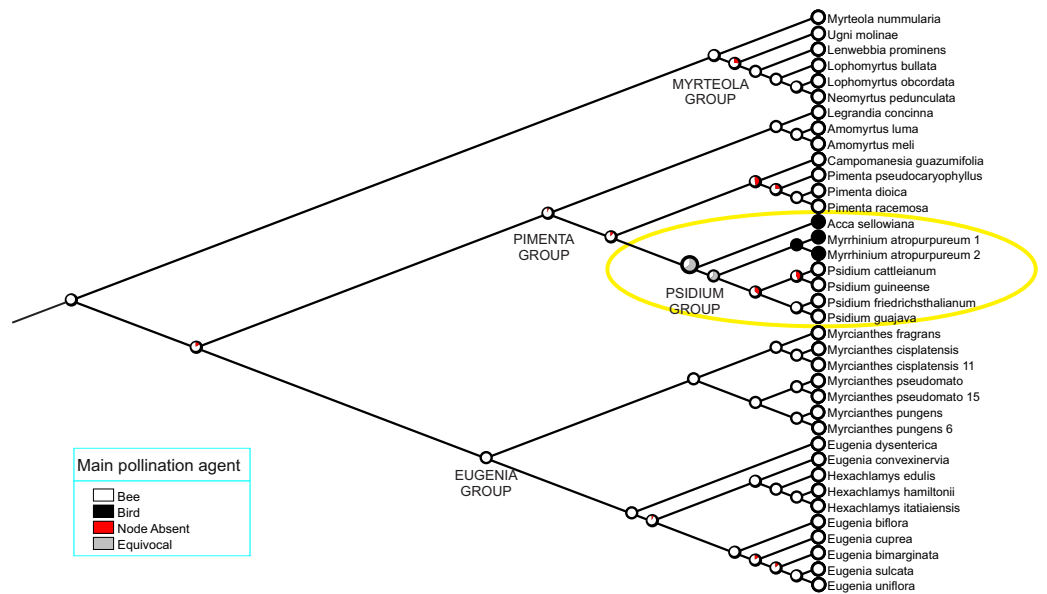 Myrteola nummularia
Ugni molinae
Lenwebbia prominens
Lophomyrtus bullata
Lophomyrtus obcordata
Neomyrtus pedunculata
MYRTEOLA
GROUP
Legrandia concinna
Amomyrtus luma
Amomyrtus meli
Campomanesia guazumifolia
Pimenta pseudocaryophyllus
Pimenta dioica
Pimenta racemosa
PIMENTA
GROUP
Acca sellowiana
Myrrhinium atropurpureum 1
Myrrhinium atropurpureum 2
Psidium cattleianum
Psidium guineense
Psidium friedrichsthalianum
Psidium guajava
PSIDIUM
GROUP
Myrcianthes fragrans
Myrcianthes cisplatensis
Myrcianthes cisplatensis 11
Myrcianthes pseudomato
Myrcianthes pseudomato 15
Myrcianthes pungens
Myrcianthes pungens 6
EUGENIA
GROUP
Eugenia dysenterica
Eugenia convexinervia
Hexachlamys edulis
Hexachlamys hamiltonii
Hexachlamys itatiaiensis
Eugenia biflora
Eugenia cuprea
Eugenia bimarginata
Eugenia sulcata
Eugenia uniflora
Main pollination agent
Bee
Bird
Node Absent
Equivocal